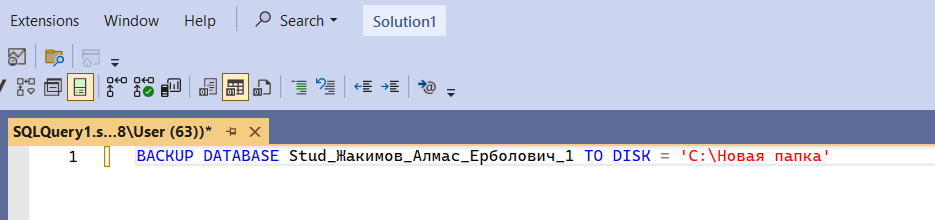 Extensions Window Help Search Solution1
SQLQuery1.s...8\User (63))*
1 BACKUP DATABASE Stud_Жакимов_Алмас_Ерболович_1 TO DISK = 'C:\Новая папка'